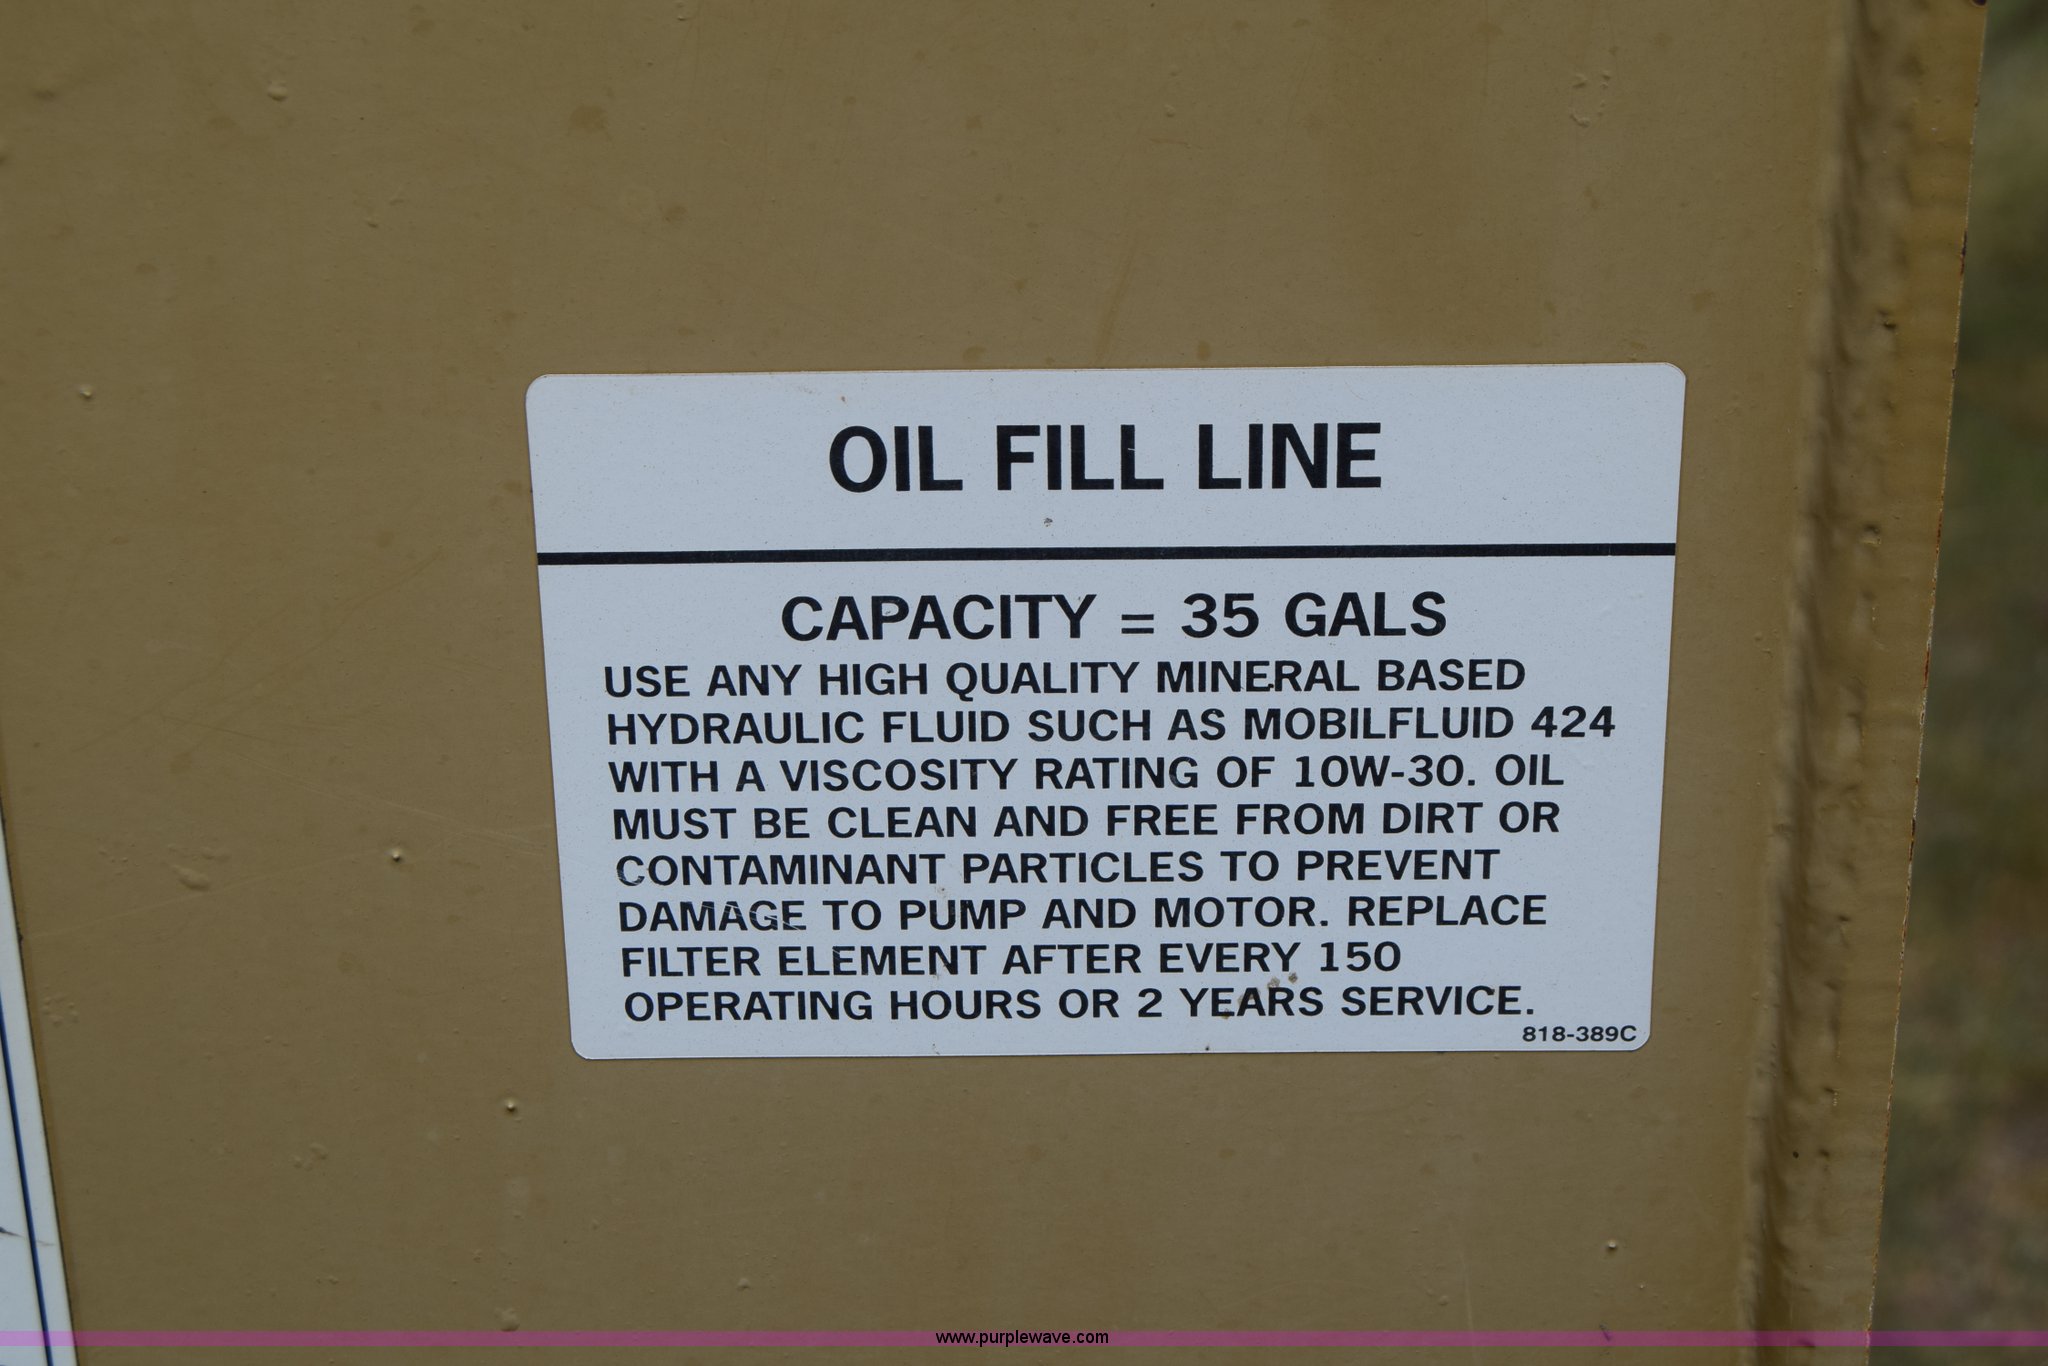 OIL FILL LINE
CAPACITY = 35 GALS
USE ANY HIGH QUALITY MINERAL BASED
HYDRAULIC FLUID SUCH AS MOBILFLUID 424
WITH A VISCOSITY RATING OF 10W-30. OIL
MUST BE CLEAN AND FREE FROM DIRT OR
CONTAMINANT PARTICLES TO PREVENT
DAMAGE TO PUMP AND MOTOR. REPLACE
FILTER ELEMENT AFTER EVERY 150
OPERATING HOURS OR 2 YEARS SERVICE.
818-389C
www.purplewave.com